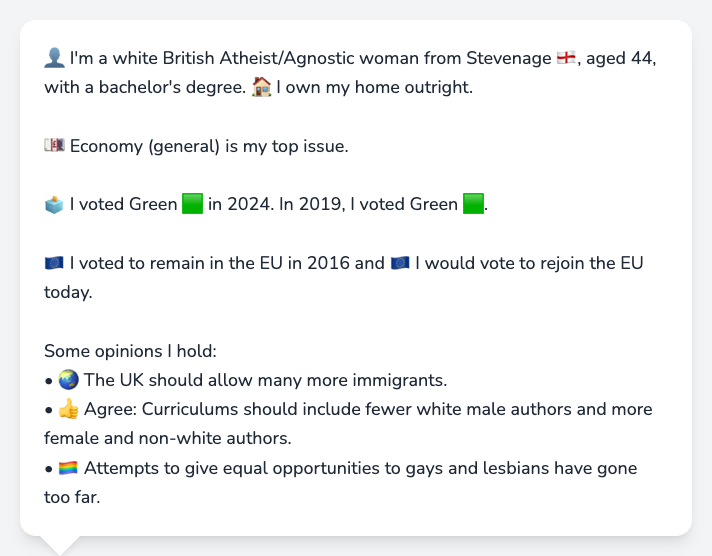 👤 I'm a white British Atheist/Agnostic woman from Stevenage 🏴󠁧󠁢󠁥󠁮󠁧󠁿, aged 44,
with a bachelor's degree. 🏠 I own my home outright.
💷 Economy (general) is my top issue.
🗳️ I voted Green 🟩 in 2024. In 2019, I voted Green 🟩.
🇪🇺 I voted to remain in the EU in 2016 and 🇪🇺 I would vote to rejoin the EU
today.
Some opinions I hold:
• 🌏 The UK should allow many more immigrants.
• 👍 Agree: Curriculums should include fewer white male authors and more
female and non-white authors.
• 🏳️‍🌈 Attempts to give equal opportunities to gays and lesbians have gone
too far.